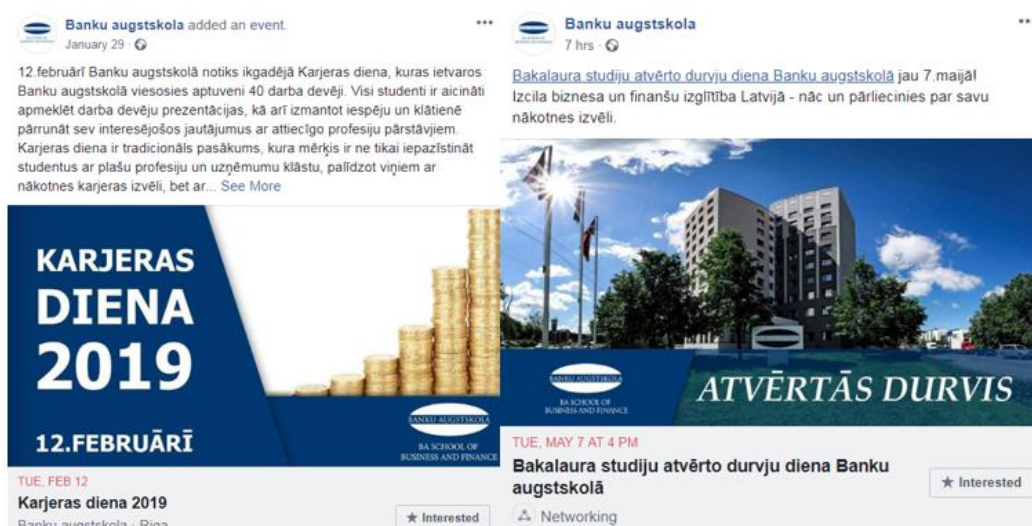 Banku augstskola added an event.
January 29
12.februārī Banku augstskolā notiks ikgadējā Karjeras diena, kuras ietvaros
Banku augstskolā viesosies aptuveni 40 darba devēji. Visi studenti ir aicināti
apmeklēt darba devēju prezentācijas, kā arī izmantot iespēju un klātienē
pārrunāt sev interesējošos jautājumus ar attiecīgo profesiju pārstāvjiem.
Karjeras diena ir tradicionāls pasākums, kura mērķis ir ne tikai iepazīstināt
studentus ar plašu profesiju un uzņēmumu klāstu, palīdzot viņiem ar
nākotnes karjeras izvēli, bet ar... See More
KARJERAS
DIENA
2019
12.FEBRUĀRĪ
BANKU AUGSTSKOLA
BA SCHOOL OF
BUSINESS AND FINANCE
TUE, FEB 12
Karjeras diena 2019
Banku augstskola · Riga
★ Interested
Banku augstskola
7 hrs
Bakalaura studiju atvērto durvju diena Banku augstskolā jau 7.maijā!
Izcila biznesa un finanšu izglītība Latvijā - nāc un pārliecinies par savu
nākotnes izvēli.
BANKU AUGSTSKOLA
BA SCHOOL OF
BUSINESS AND FINANCE
ATVĒRTĀS DURVIS
TUE, MAY 7 AT 4 PM
Bakalaura studiju atvērto durvju diena Banku
augstskolā
★ Interested
Networking